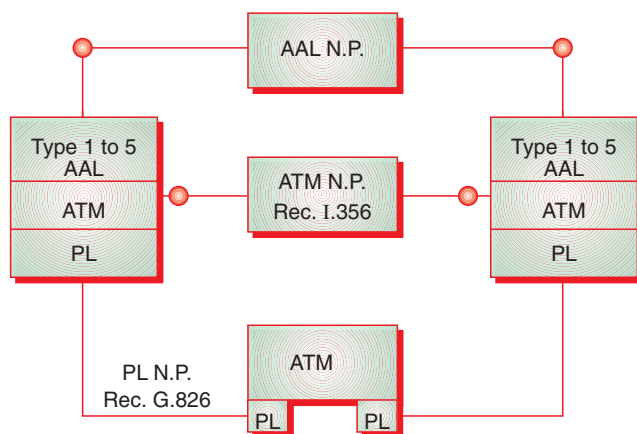 AAL N.P.
Type 1 to 5
AAL
ATM
PL
ATM N.P.
Rec. I.356
Type 1 to 5
AAL
ATM
PL
PL N.P.
Rec. G.826
ATM
PL
PL